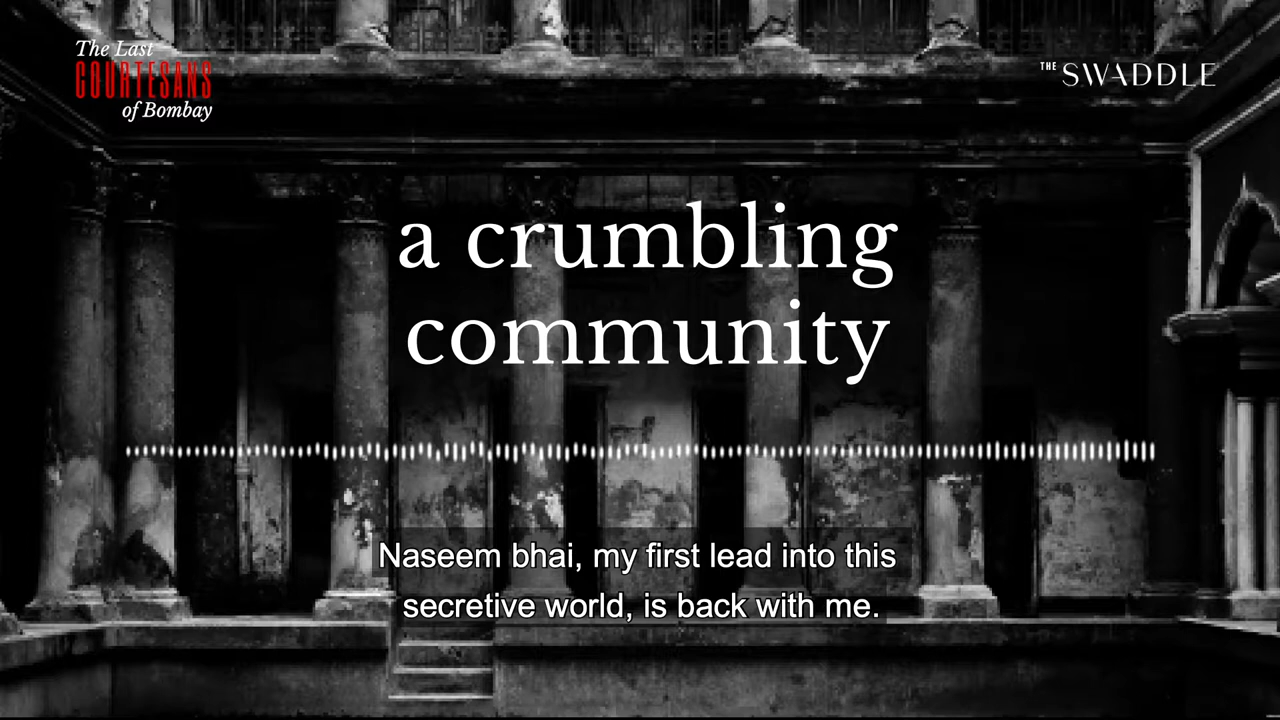 The Last
COURTESANS
of Bombay
THE SWADDLE
a crumbling
community
Naseem bhai, my first lead into this
secretive world, is back with me.